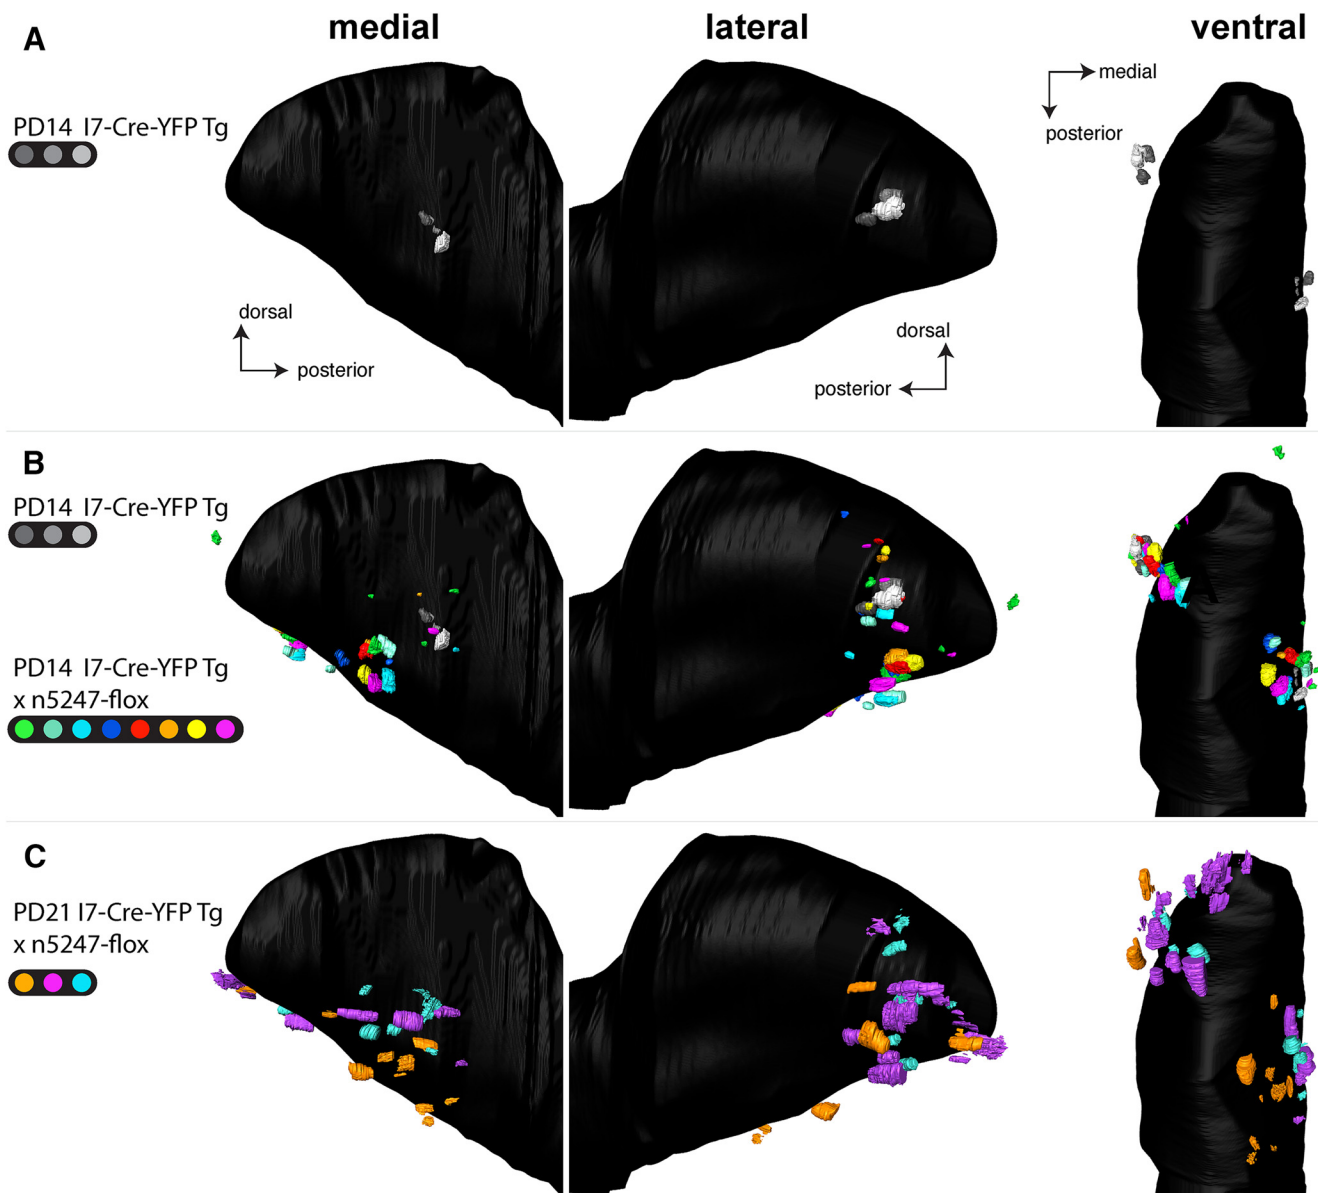 medial
lateral
ventral
A
PD14 I7-Cre-YFP Tg
dorsal
posterior
dorsal
posterior
medial
posterior
B
PD14 I7-Cre-YFP Tg
PD14 I7-Cre-YFP Tg
x n5247-flox
C
PD21 I7-Cre-YFP Tg
x n5247-flox